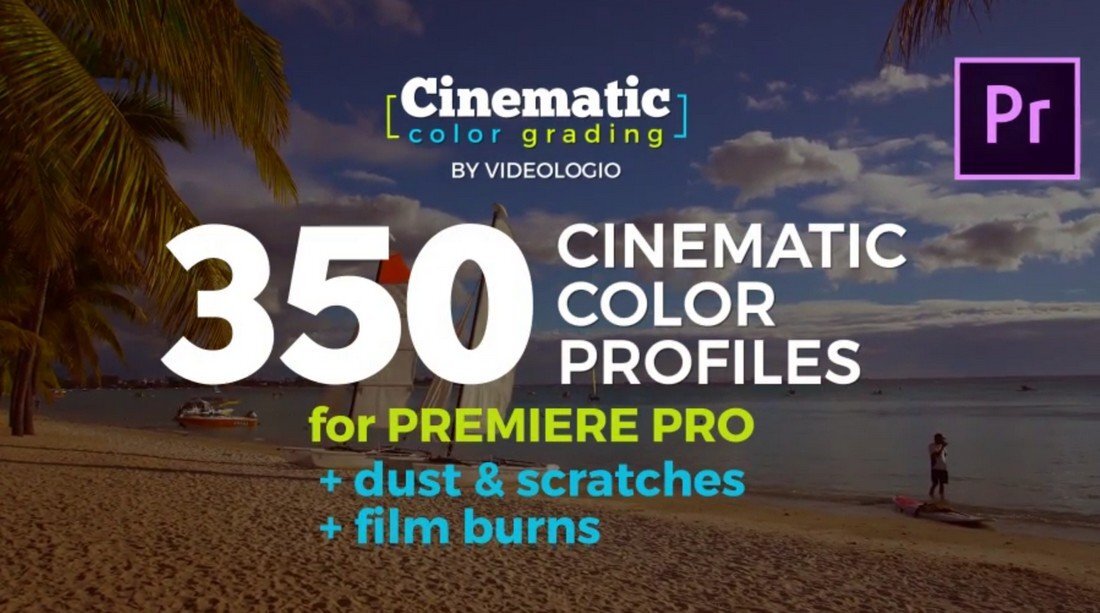 Cinematic
color grading
BY VIDEOLOGIO
Pr
350 CINEMATIC
COLOR
PROFILES
for PREMIERE PRO
+ dust & scratches
+ film burns